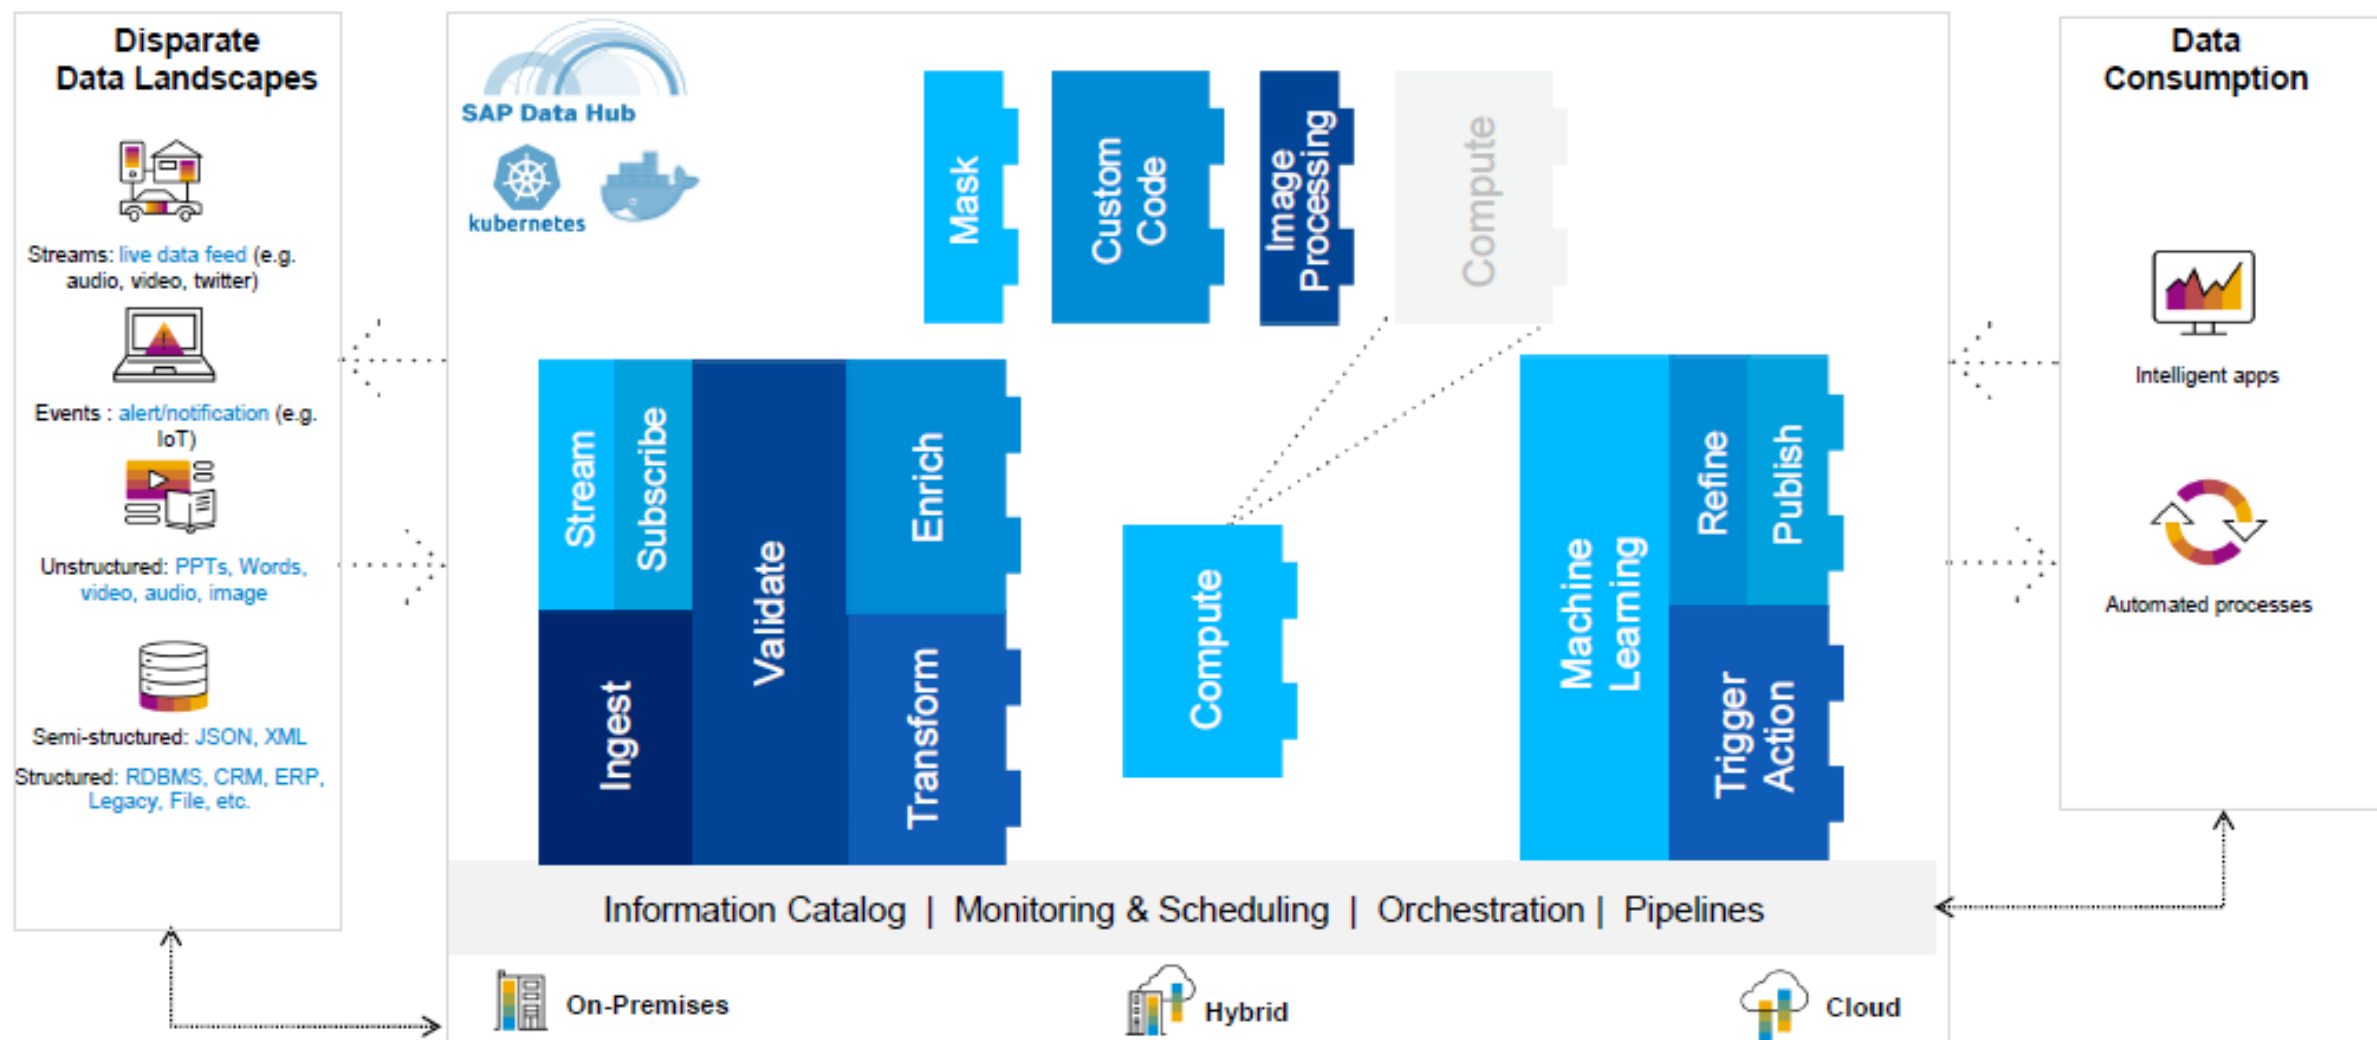 Disparate
Data Landscapes
Streams: live data feed (e.g.
audio, video, twitter)
Events : alert/notification (e.g.
IoT)
Unstructured: PPTs, Words,
video, audio, image
Semi-structured: JSON, XML
Structured: RDBMS, CRM, ERP,
Legacy, File, etc.
SAP Data Hub
kubernetes
Mask
Custom
Code
Image
Processing
Compute
Stream
Subscribe
Ingest
Validate
Enrich
Transform
Compute
Machine
Learning
Refine
Publish
Trigger
Action
Information Catalog | Monitoring & Scheduling | Orchestration | Pipelines
On-Premises
Hybrid
Cloud
Data
Consumption
Intelligent apps
Automated processes